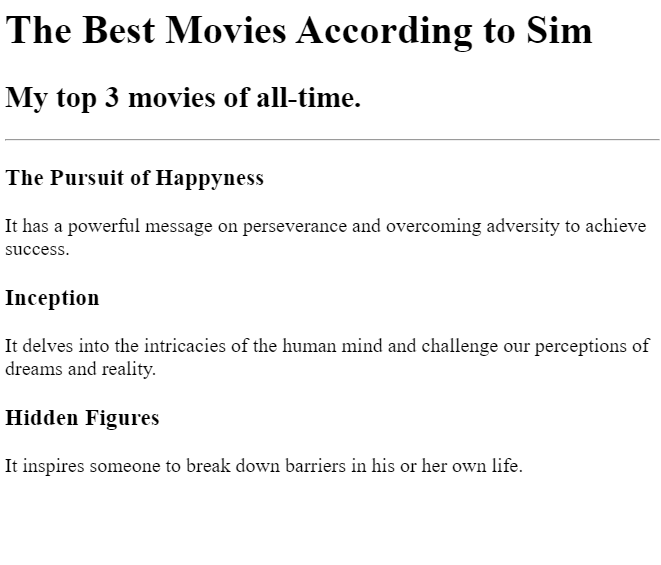 The Best Movies According to Sim
My top 3 movies of all-time.
The Pursuit of Happyness
It has a powerful message on perseverance and overcoming adversity to achieve
success.
Inception
It delves into the intricacies of the human mind and challenge our perceptions of
dreams and reality.
Hidden Figures
It inspires someone to break down barriers in his or her own life.